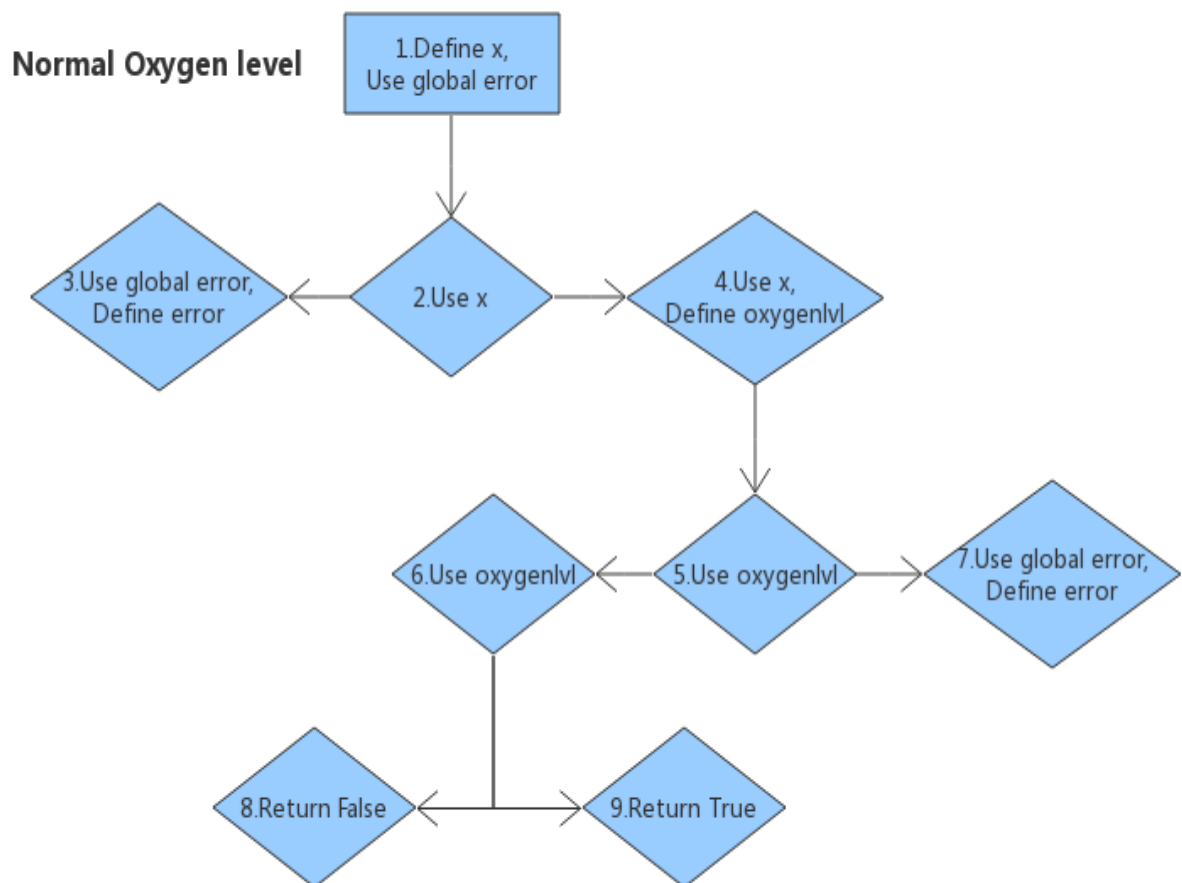 Normal Oxygen level
1.Define x,
Use global error
3.Use global error,
Define error
2.Use x
4.Use x,
Define oxygenlvl
6.Use oxygenlvl
5.Use oxygenlvl
7.Use global error,
Define error
8.Return False
9.Return True